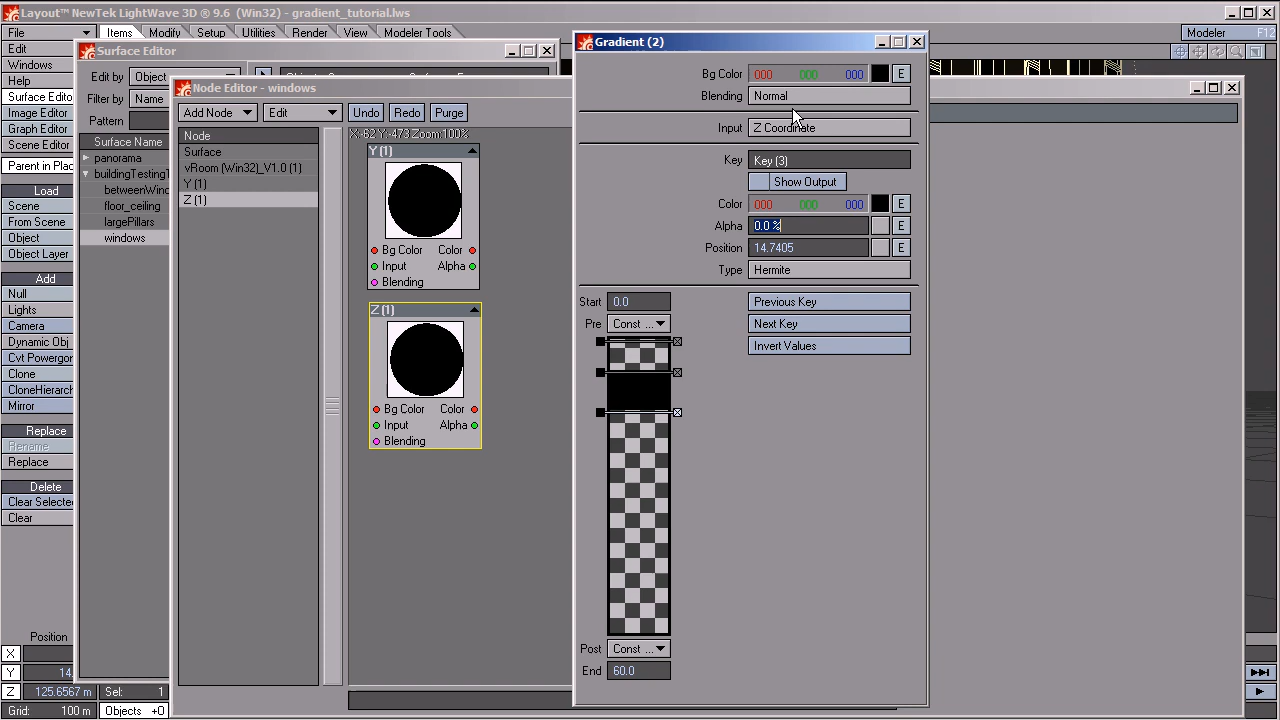 Layout™ NewTek LightWave 3D ® 9.6 (Win32) - gradient_tutorial.lws
File Items Modify Setup Utilities Render View Modeler Tools Modeler F12
Edit
Windows
Help
Surface Edito
Image Editor
Graph Editor
Scene Editor
Parent in Place
Load
Scene
From Scene
Object
Object Layer
Add
Null
Lights
Camera
Dynamic Obj
Cvt Powergon
Clone
CloneHierarch
Mirror
Replace
Rename
Replace
Delete
Clear Selected
Clear
Position
X
Y 14.
Z 125.6567 m Sel: 1
Grid: 100 m Objects +0
Surface Editor
Edit by Object
Filter by Name
Pattern
Surface Name
panorama
buildingTestingT
betweenWind
floor_ceiling
largePillars
windows
Node Editor - windows
Add Node Edit Undo Redo Purge
Node
Surface
vRoom (Win32)_V1.0 (1)
Y (1)
Z (1)
X-82 Y-473 Zoom:100%
Y (1)
Bg Color Color
Input Alpha
Blending
Z (1)
Bg Color Color
Input Alpha
Blending
Gradient (2)
Bg Color 000 000 000 E
Blending Normal
Input Z Coordinate
Key Key (3)
Show Output
Color 000 000 000 E
Alpha 0.0 % E
Position 14.7405 E
Type Hermite
Start 0.0 Previous Key
Pre Const ... Next Key
Invert Values
Post Const ...
End 60.0